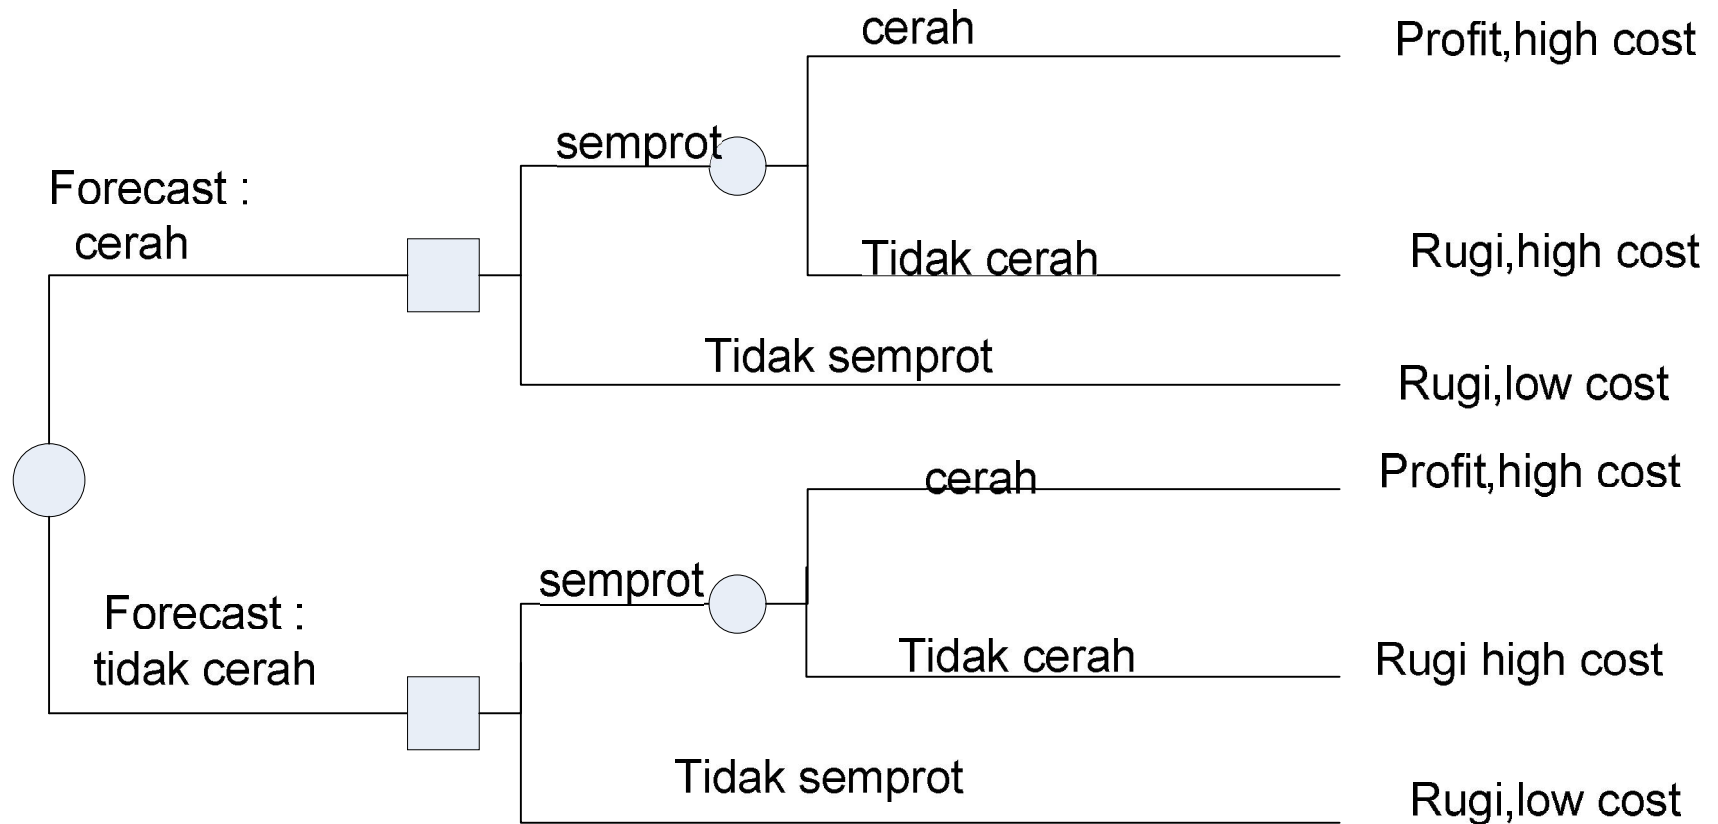 cerah
Profit,high cost
semprot
Forecast :
cerah
Tidak cerah
Rugi,high cost
Tidak semprot
Rugi,low cost
cerah
Profit,high cost
semprot
Forecast :
tidak cerah
Tidak cerah
Rugi high cost
Tidak semprot
Rugi,low cost